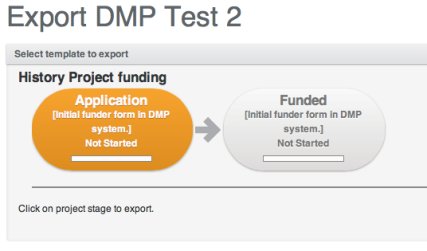 Export DMP Test 2
Select template to export
History Project funding
Application
[Initial funder form in DMP
system.]
Not Started
Funded
[Initial funder form in DMP
system.]
Not Started
Click on project stage to export.